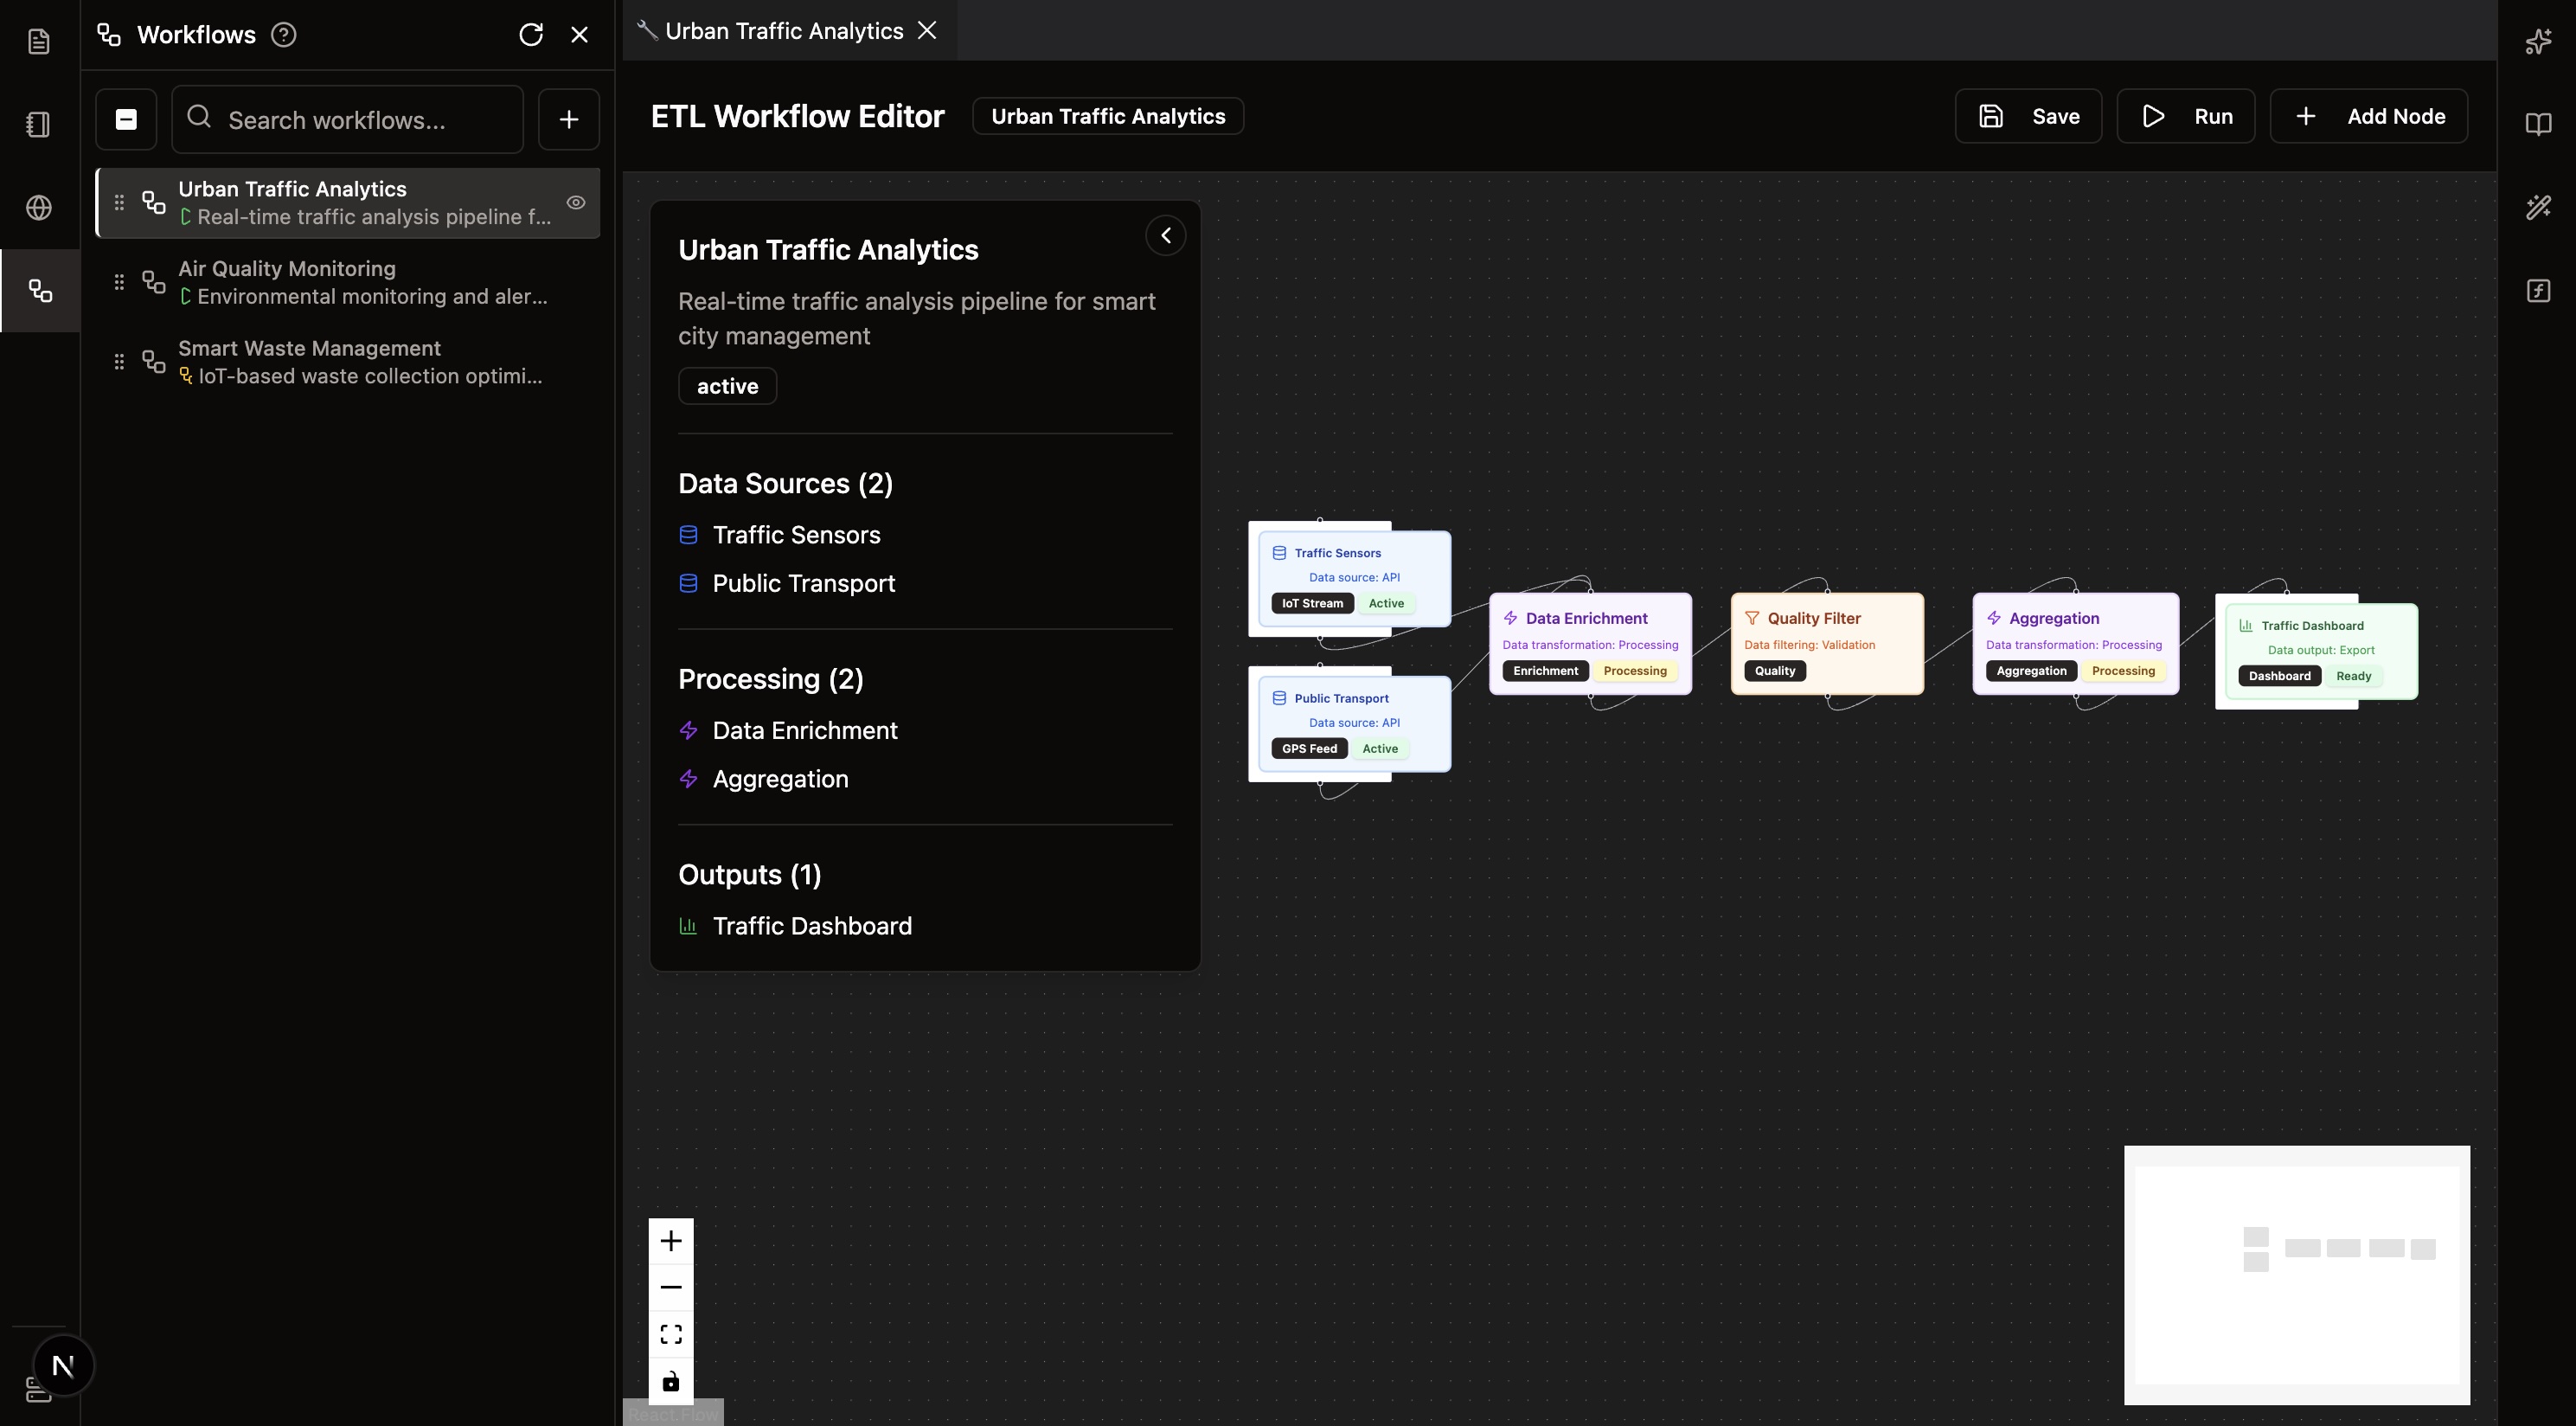 Workflows
Search workflows...
Urban Traffic Analytics
Real-time traffic analysis pipeline f...
Air Quality Monitoring
Environmental monitoring and aler...
Smart Waste Management
IoT-based waste collection optimi...
N
Urban Traffic Analytics
ETL Workflow Editor
Urban Traffic Analytics
Save
Run
Add Node
Urban Traffic Analytics
Real-time traffic analysis pipeline for smart
city management
active
Data Sources (2)
Traffic Sensors
Public Transport
Processing (2)
Data Enrichment
Aggregation
Outputs (1)
Traffic Dashboard
Traffic Sensors
Data source: API
IoT Stream Active
Public Transport
Data source: API
GPS Feed Active
Data Enrichment
Data transformation: Processing
Enrichment Processing
Quality Filter
Data filtering: Validation
Quality
Aggregation
Data transformation: Processing
Aggregation Processing
Traffic Dashboard
Data output: Export
Dashboard Ready
React Flow